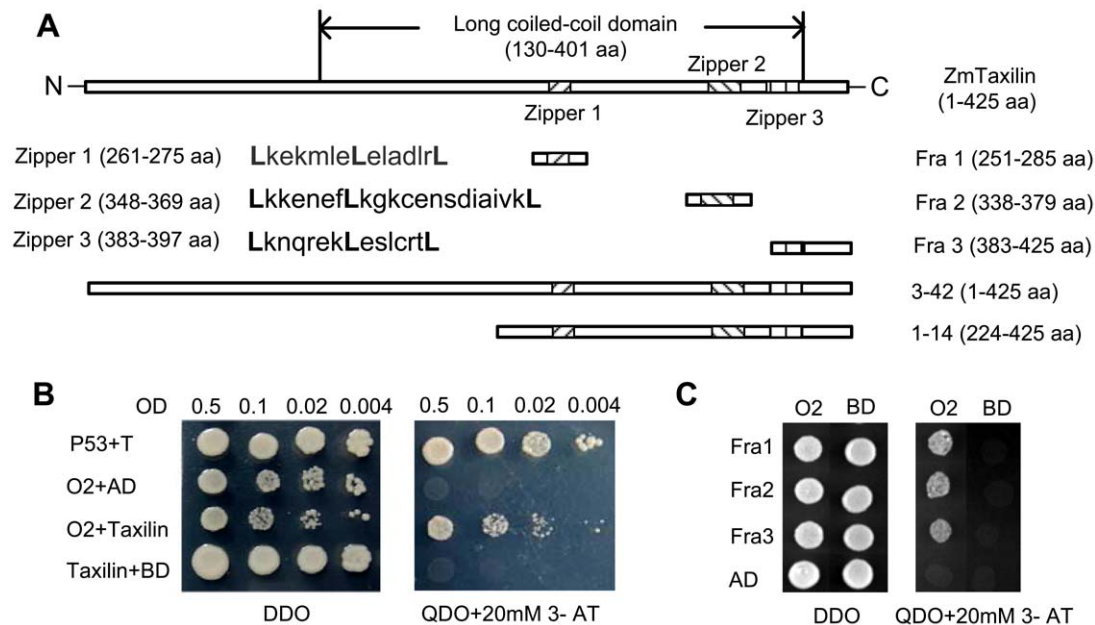 A
Long coiled-coil domain
(130-401 aa)
Zipper 2
N
C
ZmTaxilin
(1-425 aa)
Zipper 1
Zipper 3
Zipper 1 (261-275 aa) LkekmleLeladlrL Fra 1 (251-285 aa)
Zipper 2 (348-369 aa) LkkenefLkgkcensdiaivkL Fra 2 (338-379 aa)
Zipper 3 (383-397 aa) LknqrekLeslcrtL Fra 3 (383-425 aa)
3-42 (1-425 aa)
1-14 (224-425 aa)
B
OD 0.5 0.1 0.02 0.004 0.5 0.1 0.02 0.004
P53+T
O2+AD
O2+Taxilin
Taxilin+BD
DDO QDO+20mM 3- AT
C
O2 BD O2 BD
Fra1
Fra2
Fra3
AD
DDO QDO+20mM 3- AT